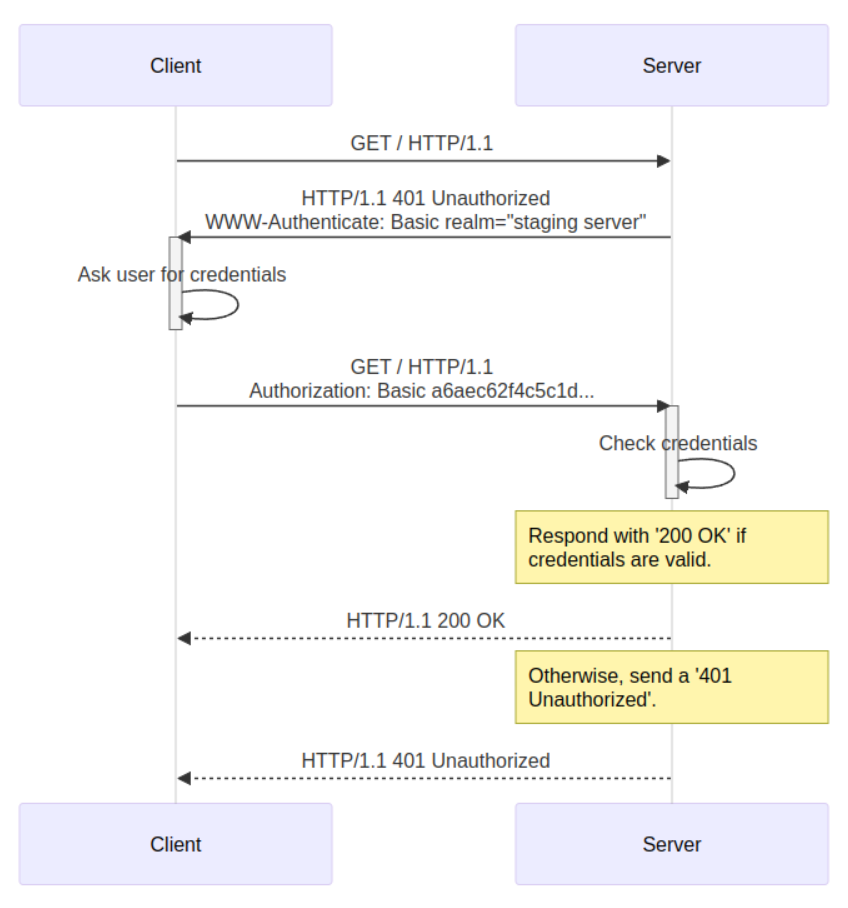 Client
Server
GET / HTTP/1.1
HTTP/1.1 401 Unauthorized
WWW-Authenticate: Basic realm="staging server"
Ask user for credentials
GET / HTTP/1.1
Authorization: Basic a6aec62f4c5c1d...
Check credentials
Respond with '200 OK' if
credentials are valid.
HTTP/1.1 200 OK
Otherwise, send a '401
Unauthorized'.
HTTP/1.1 401 Unauthorized
Client
Server